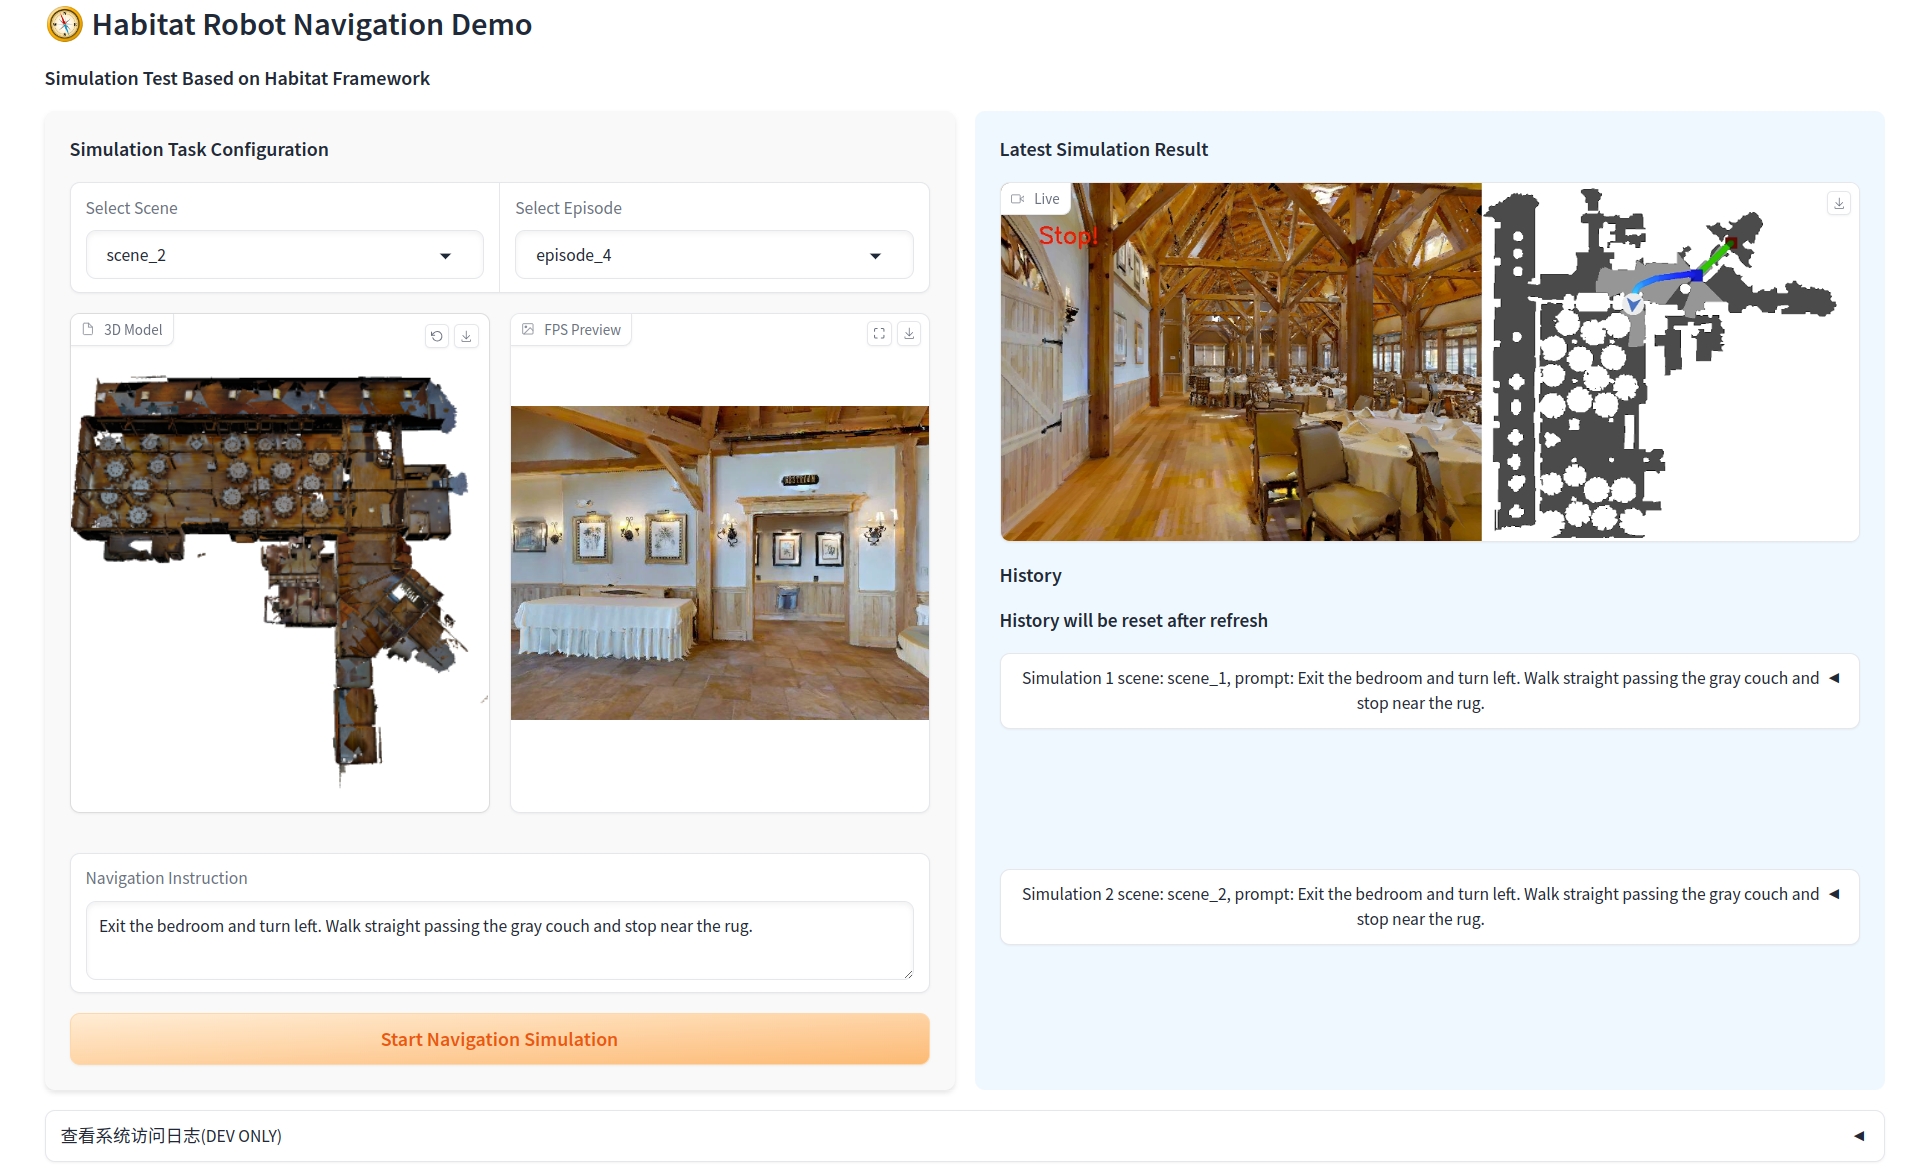 Habitat Robot Navigation Demo
Simulation Test Based on Habitat Framework
Simulation Task Configuration
Select Scene
scene_2
Select Episode
episode_4
3D Model
FPS Preview
Navigation Instruction
Exit the bedroom and turn left. Walk straight passing the gray couch and stop near the rug.
Start Navigation Simulation
Latest Simulation Result
Live
Stop!
History
History will be reset after refresh
Simulation 1 scene: scene_1, prompt: Exit the bedroom and turn left. Walk straight passing the gray couch and
stop near the rug.
Simulation 2 scene: scene_2, prompt: Exit the bedroom and turn left. Walk straight passing the gray couch and
stop near the rug.
查看系统访问日志(DEV ONLY)